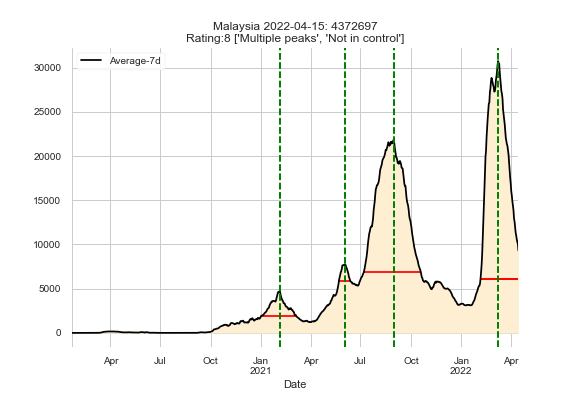 Malaysia 2022-04-15: 4372697
Rating:8 ['Multiple peaks', 'Not in control']
Average-7d
30000
25000
20000
15000
10000
5000
0
Apr Jul Oct Jan Apr Jul Oct Jan Apr
2021 2022
Date